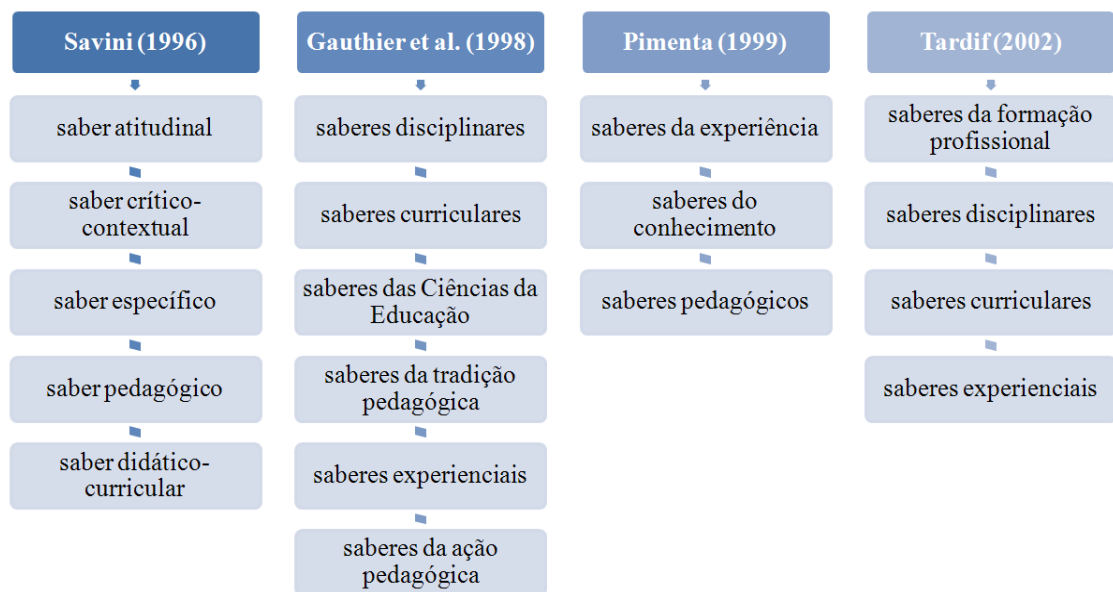 Savini (1996)
saber atitudinal
saber crítico-
contextual
saber específico
saber pedagógico
saber didático-
curricular
Gauthier et al. (1998)
saberes disciplinares
saberes curriculares
saberes das Ciências da
Educação
saberes da tradição
pedagógica
saberes experienciais
saberes da ação
pedagógica
Pimenta (1999)
saberes da experiência
saberes do
conhecimento
saberes pedagógicos
Tardif (2002)
saberes da formação
profissional
saberes disciplinares
saberes curriculares
saberes experienciais